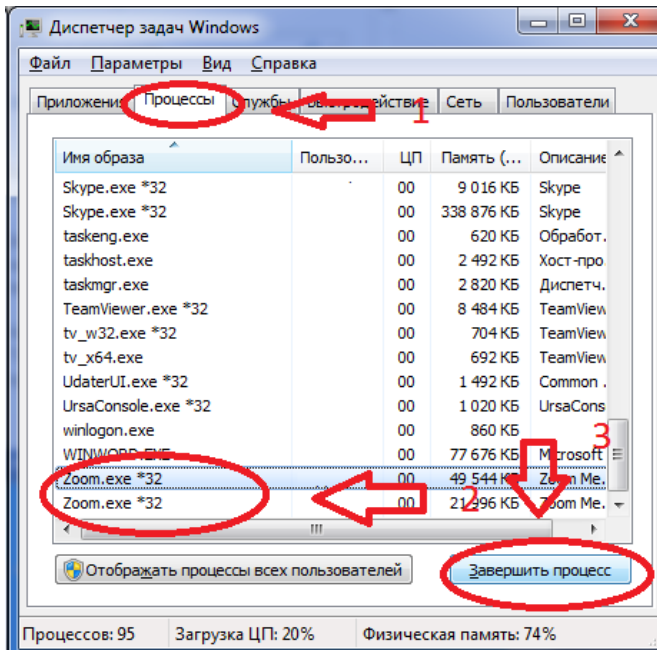 Диспетчер задач Windows
Файл Параметры Вид Справка
Приложения Процессы Службы Быстродействие Сеть Пользователи
1
Имя образа Пользо... ЦП Память (... Описание
Skype.exe *32 00 9 016 КБ Skype
Skype.exe *32 00 338 876 КБ Skype
taskeng.exe 00 620 КБ Обработ.
taskhost.exe 00 2 492 КБ Хост-про
taskmgr.exe 00 2 820 КБ Диспетч.
TeamViewer.exe *32 00 8 484 КБ TeamView
tv_w32.exe *32 00 704 КБ TeamView
tv_x64.exe 00 692 КБ TeamView
UdaterUI.exe *32 00 1 492 КБ Common .
UrsaConsole.exe *32 00 1 020 КБ UrsaCons
winlogon.exe 00 860 КБ
3
WINWORD.EXE 00 77 676 КБ Microsoft
Zoom.exe *32 00 49 544 КБ Zoom Me.
Zoom.exe *32 00 21 996 КБ Zoom Me.
2
Отображать процессы всех пользователей Завершить процесс
Процессов: 95 Загрузка ЦП: 20% Физическая память: 74%